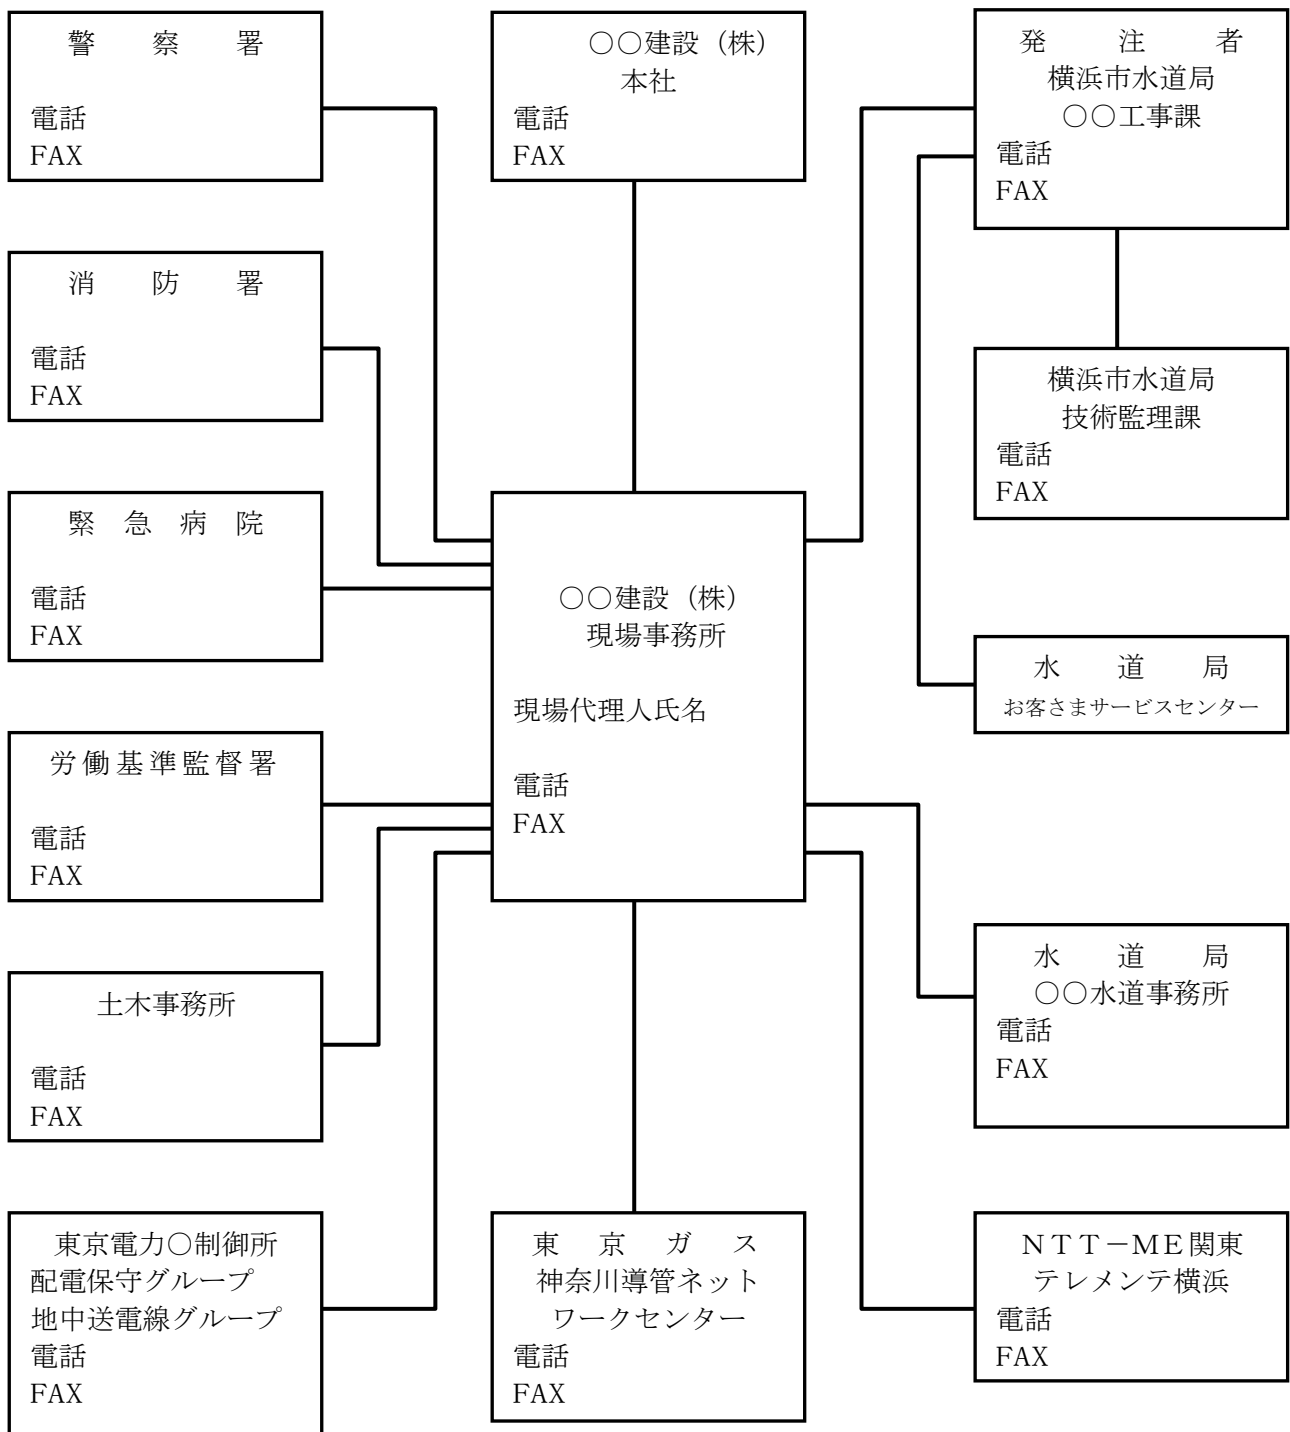 警察署
電話
FAX
〇〇建設（株）
本社
電話
FAX
発注者
横浜市水道局
〇〇工事課
電話
FAX
消防署
電話
FAX
横浜市水道局
技術監理課
電話
FAX
緊急病院
電話
FAX
〇〇建設（株）
現場事務所
現場代理人氏名
電話
FAX
水道局
お客さまサービスセンター
労働基準監督署
電話
FAX
水道局
〇〇水道事務所
電話
FAX
土木事務所
電話
FAX
東京電力〇制御所
配電保守グループ
地中送電線グループ
電話
FAX
東京ガス
神奈川導管ネット
ワークセンター
電話
FAX
ＮＴＴ－ＭＥ関東
テレメンテ横浜
電話
FAX